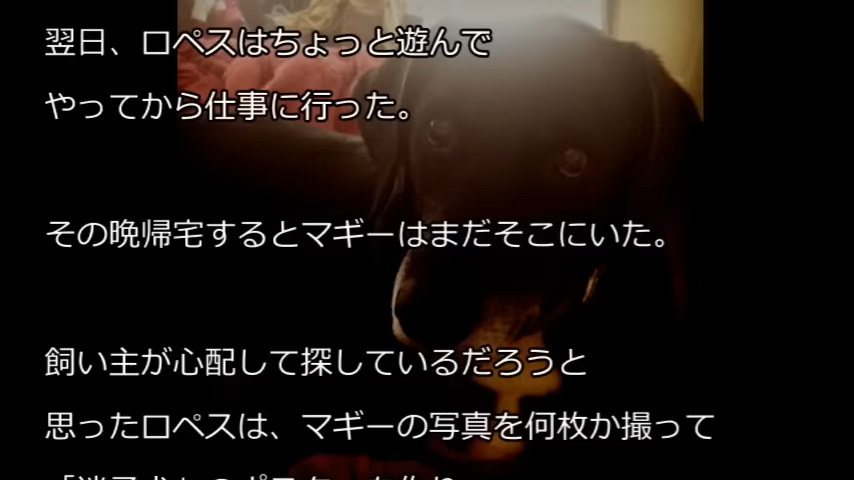 翌日、ロペスはちょっと遊んで
やってから仕事に行った。
その晩帰宅するとマギーはまだそこにいた。
飼い主が心配して探しているだろうと
思ったロペスは、マギーの写真を何枚か撮って